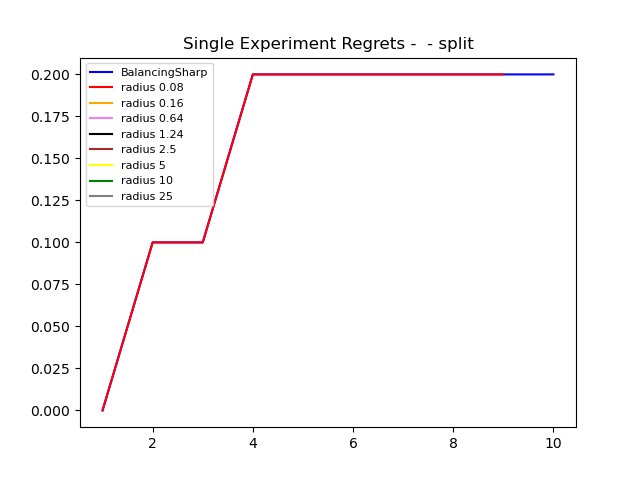 Single Experiment Regrets -  - split
0.200
0.175
0.150
0.125
0.100
0.075
0.050
0.025
0.000
BalancingSharp
radius 0.08
radius 0.16
radius 0.64
radius 1.24
radius 2.5
radius 5
radius 10
radius 25
2 4 6 8 10